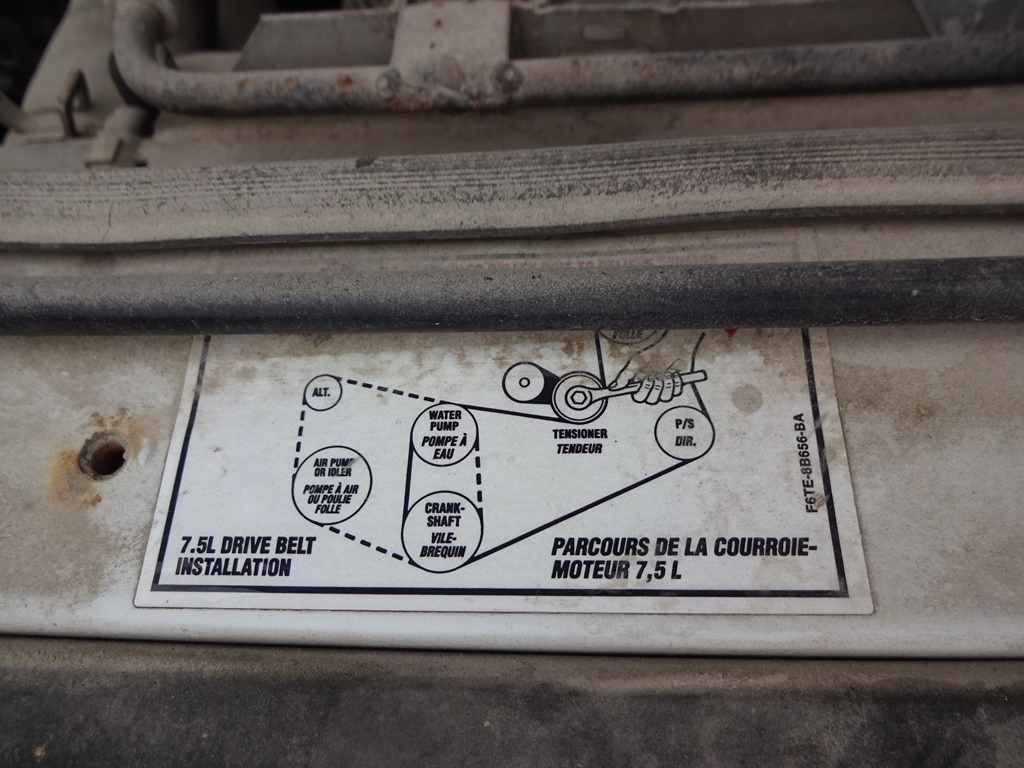 FOLLE
ALT.
WATER
PUMP
POMPE À
EAU
TENSIONER
TENDEUR
P/S
DIR.
AIR PUMP
OR IDLER
POMPE À AIR
OU POULIE
FOLLE
CRANK-
SHAFT
VILE-
BREQUIN
F6TE-8B656-BA
7.5L DRIVE BELT
INSTALLATION
PARCOURS DE LA COURROIE-
MOTEUR 7,5 L